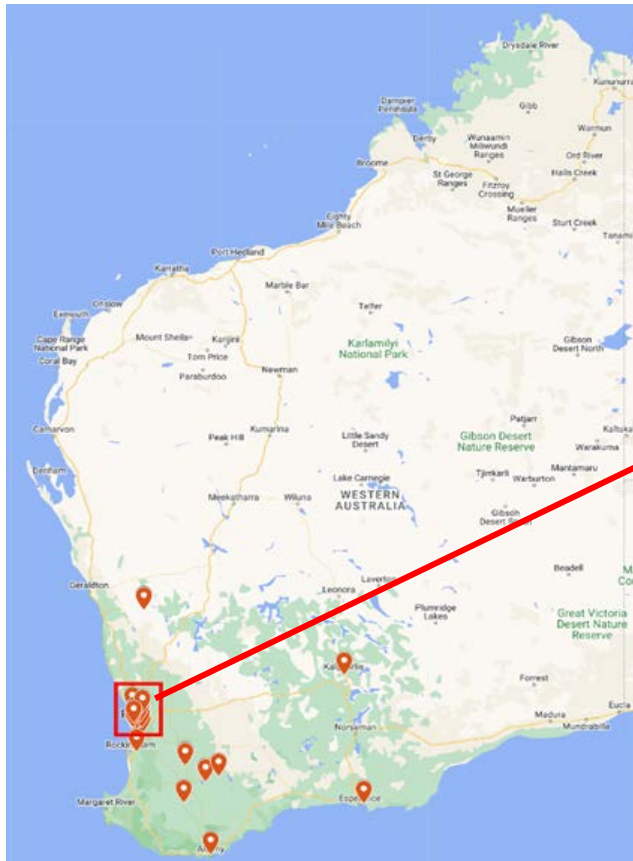 Drysdale River
Kununurra
Gibb
Dampier
Peninsula
Derby
Wunaamin
Miliwundi
Ranges
Warmun
Ord River
Broome
St George
Ranges
Fitzroy
Crossing
Halls Creek
Mueller
Ranges
Eighty
Mile Beach
Sturt Creek
Tanami
Port Hedland
Karratha
Marble Bar
Telfer
Onslow
Exmouth
Cape Range
National Park
Coral Bay
Mount Sheila
Karijini
Tom Price
Paraburdoo
Karlamilyi
National Park
Gibson
Desert North
Newman
Carnarvon
Peak Hill
Kumarina
Little Sandy
Desert
Patjarr
Gibson Desert
Nature Reserve
Kaltuka
Warakurna
Denham
Lake Carnegie
Tjirrkarli
Warburton
Mantamaru
Meekatharra
Wiluna
WESTERN
AUSTRALIA
Gibson
Desert
Geraldton
Leonora
Laverton
Beadell
Plumridge
Lakes
Great Victoria
Desert Nature
Reserve
Forrest
Eucla
Madura
Mundrabilla
Norseman
Margaret River